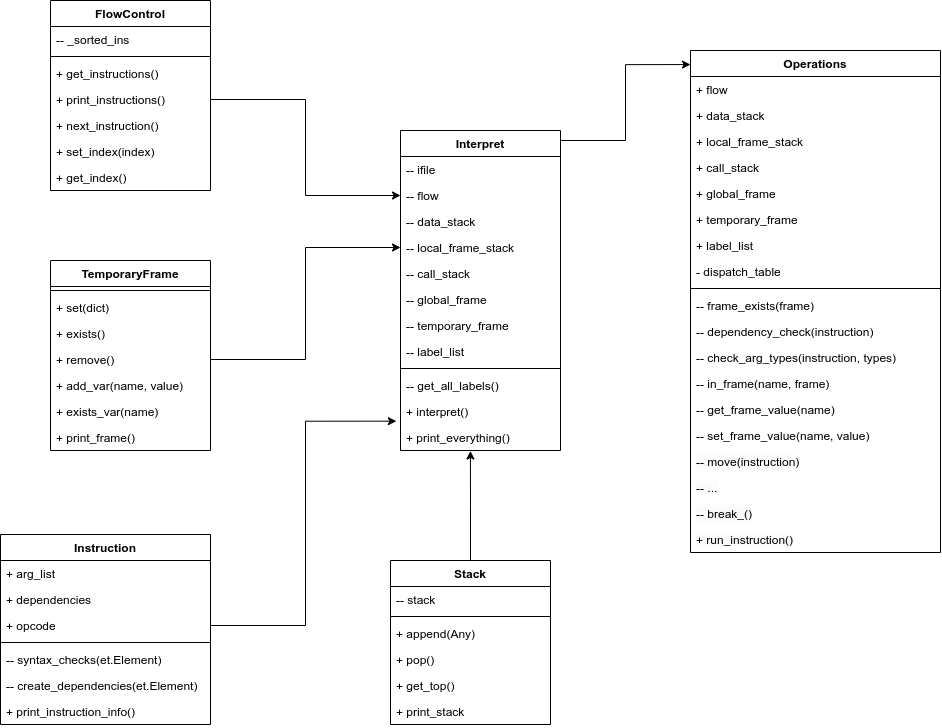 FlowControl
-- _sorted_ins
+ get_instructions()
+ print_instructions()
+ next_instruction()
+ set_index(index)
+ get_index()
TemporaryFrame
+ set(dict)
+ exists()
+ remove()
+ add_var(name, value)
+ exists_var(name)
+ print_frame()
Instruction
+ arg_list
+ dependencies
+ opcode
-- syntax_checks(et.Element)
-- create_dependencies(et.Element)
+ print_instruction_info()
Interpret
-- ifile
-- flow
-- data_stack
-- local_frame_stack
-- call_stack
-- global_frame
-- temporary_frame
-- label_list
-- get_all_labels()
+ interpret()
+ print_everything()
Stack
-- stack
+ append(Any)
+ pop()
+ get_top()
+ print_stack
Operations
+ flow
+ data_stack
+ local_frame_stack
+ call_stack
+ global_frame
+ temporary_frame
+ label_list
- dispatch_table
-- frame_exists(frame)
-- dependency_check(instruction)
-- check_arg_types(instruction, types)
-- in_frame(name, frame)
-- get_frame_value(name)
-- set_frame_value(name, value)
-- move(instruction)
-- ...
-- break_()
+ run_instruction()